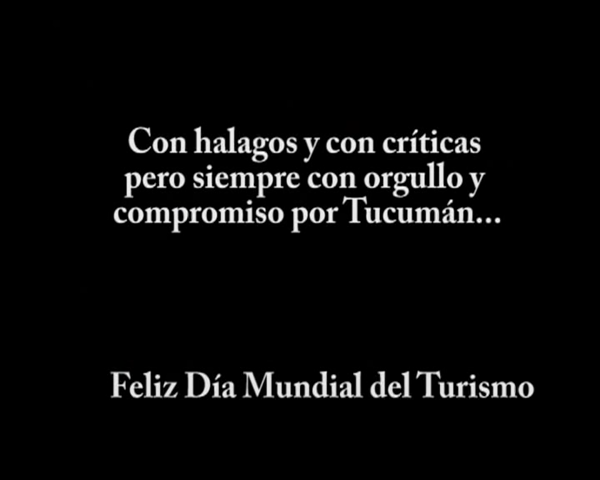 Con halagos y con críticas
pero siempre con orgullo y
compromiso por Tucumán...
Feliz Día Mundial del Turismo